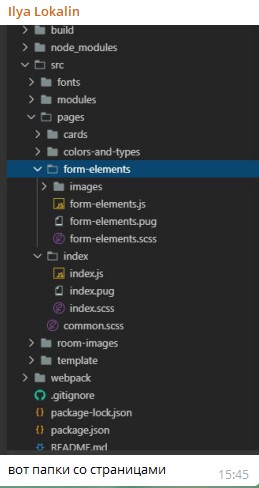 Ilya Lokalin
build
node_modules
src
fonts
modules
pages
cards
colors-and-types
form-elements
images
form-elements.js
form-elements.pug
form-elements.scss
index
index.js
index.pug
index.scss
common.scss
room-images
template
webpack
.gitignore
package-lock.json
package.json
README.md
вот папки со страницами
15:45